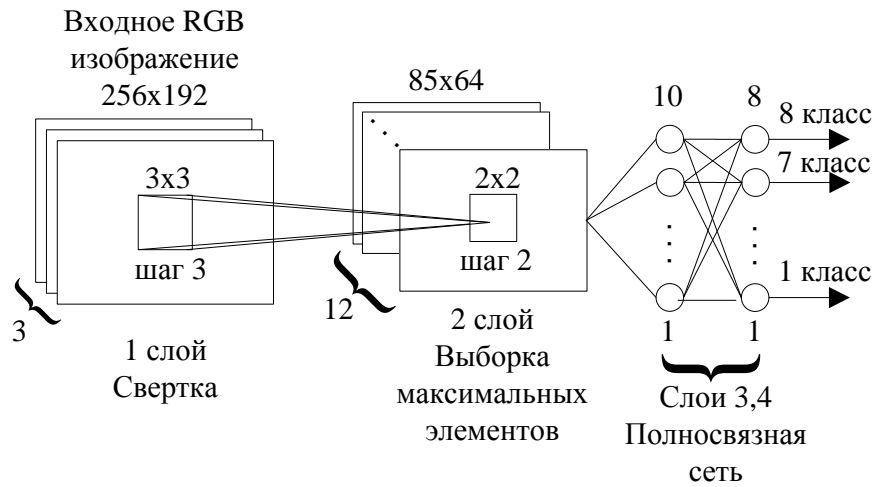 Входное RGB
изображение
256x192
3x3
шаг 3
3
1 слой
Свертка
85x64
2x2
шаг 2
12
2 слой
Выборка
максимальных
элементов
10
8
8 класс
7 класс
1 класс
1
1
Слои 3,4
Полносвязная
сеть